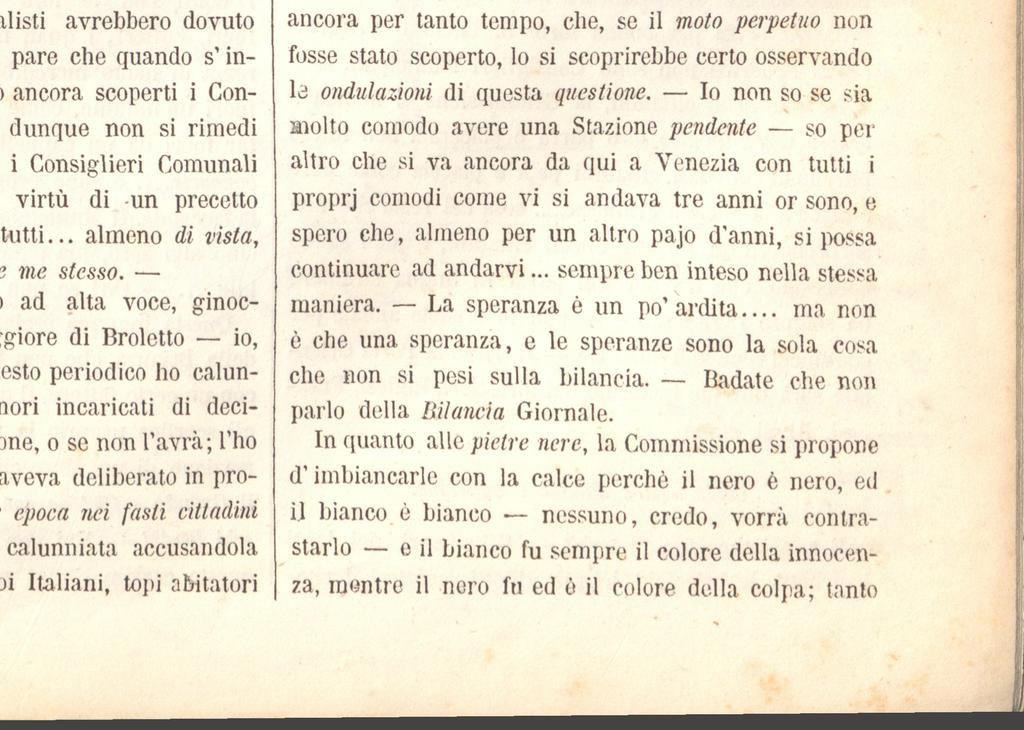 alisti avrebbero dovuto
pare che quando s'in-
ancora scoperti i Con-
dunque non si rimedi
i Consiglieri Comunali
virtù di un precetto
tutti... almeno di vista,
me stesso. —
ad alta voce, ginoc-
ggiore di Broletto — io,
esto periodico ho calun-
nori incaricati di deci-
one, o se non l'avrà; l'ho
aveva deliberato in pro-
epoca nei fasti cittadini
calunniata accusandola
oi Italiani, topi abitatori
ancora per tanto tempo, che, se il moto perpetuo non
fosse stato scoperto, lo si scoprirebbe certo osservando
le ondulazioni di questa questione. — Io non so se sia
molto comodo avere una Stazione pendente — so per
altro che si va ancora da qui a Venezia con tutti i
proprj comodi come vi si andava tre anni or sono, e
spero che, almeno per un altro pajo d'anni, si possa
continuare ad andarvi... sempre ben inteso nella stessa
maniera. — La speranza è un po' ardita.... ma non
è che una speranza, e le speranze sono la sola cosa
che non si pesi sulla bilancia. — Badate che non
parlo della Bilancia Giornale.
In quanto alle pietre nere, la Commissione si propone
d'imbiancarle con la calce perchè il nero è nero, ed
il bianco è bianco — nessuno, credo, vorrà contra-
starlo — e il bianco fu sempre il colore della innocen-
za, mentre il nero fu ed è il colore della colpa; tanto